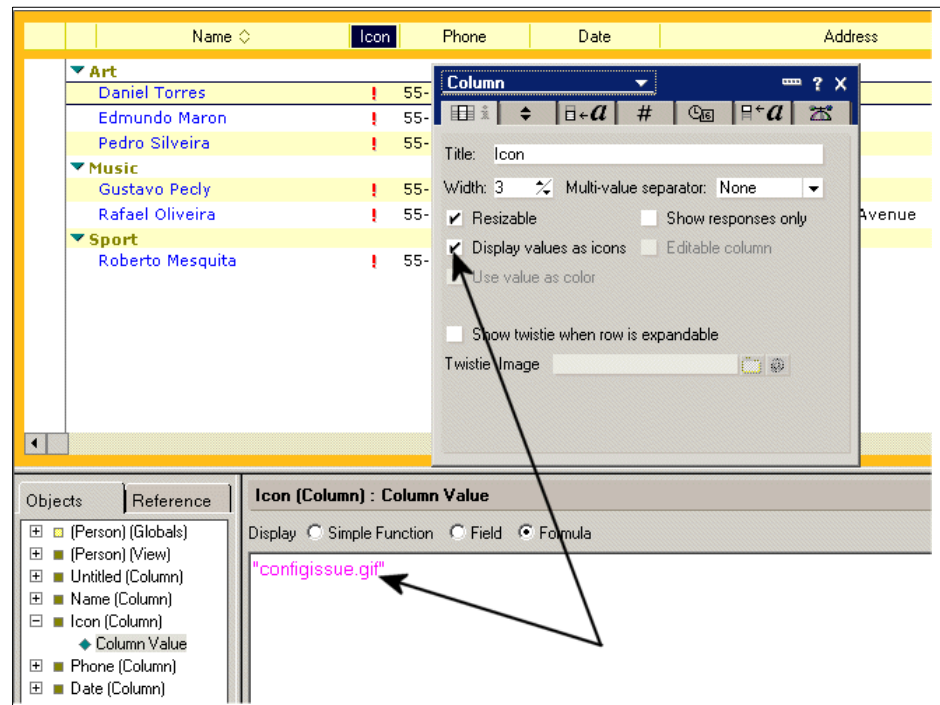 Name Icon Phone Date Address
Art
Daniel Torres ! 55-
Edmundo Maron ! 55-
Pedro Silveira ! 55-
Music
Gustavo Pecly ! 55-
Rafael Oliveira ! 55- Avenue
Sport
Roberto Mesquita ! 55-
Column ? X
i a # 16 a
Title: Icon
Width: 3 Multi-value separator: None
Resizable Show responses only
Display values as icons Editable column
Use value as color
Show twistie when row is expandable
Twistie Image
Objects Reference
(Person) (Globals)
(Person) (View)
Untitled (Column)
Name (Column)
Icon (Column)
Column Value
Phone (Column)
Date (Column)
Icon (Column) : Column Value
Display Simple Function Field Formula
"configissue.gif"